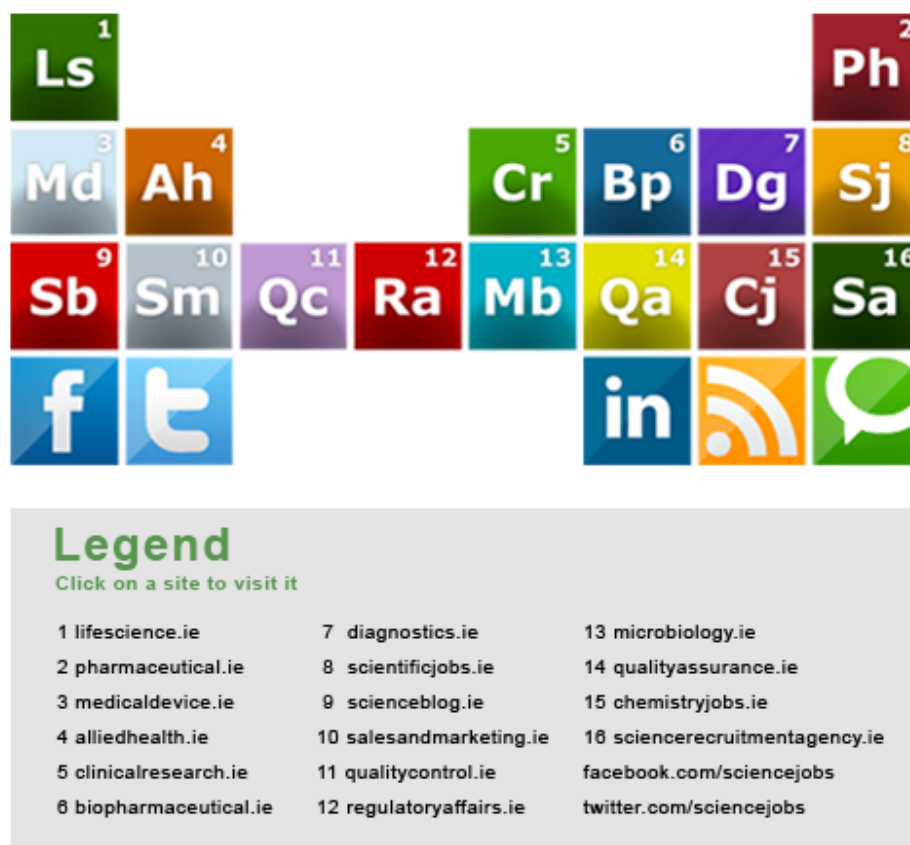 1 2
Ls Ph
3 4 5 6 7 8
Md Ah Cr Bp Dg Sj
9 10 11 12 13 14 15 16
Sb Sm Qc Ra Mb Qa Cj Sa
f t in
Legend
Click on a site to visit it
1 lifescience.ie
2 pharmaceutical.ie
3 medicaldevice.ie
4 alliedhealth.ie
5 clinicalresearch.ie
6 biopharmaceutical.ie
7 diagnostics.ie
8 scientificjobs.ie
9 scienceblog.ie
10 salesandmarketing.ie
11 qualitycontrol.ie
12 regulatoryaffairs.ie
13 microbiology.ie
14 qualityassurance.ie
15 chemistryjobs.ie
16 sciencerecruitmentagency.ie
facebook.com/sciencejobs
twitter.com/sciencejobs